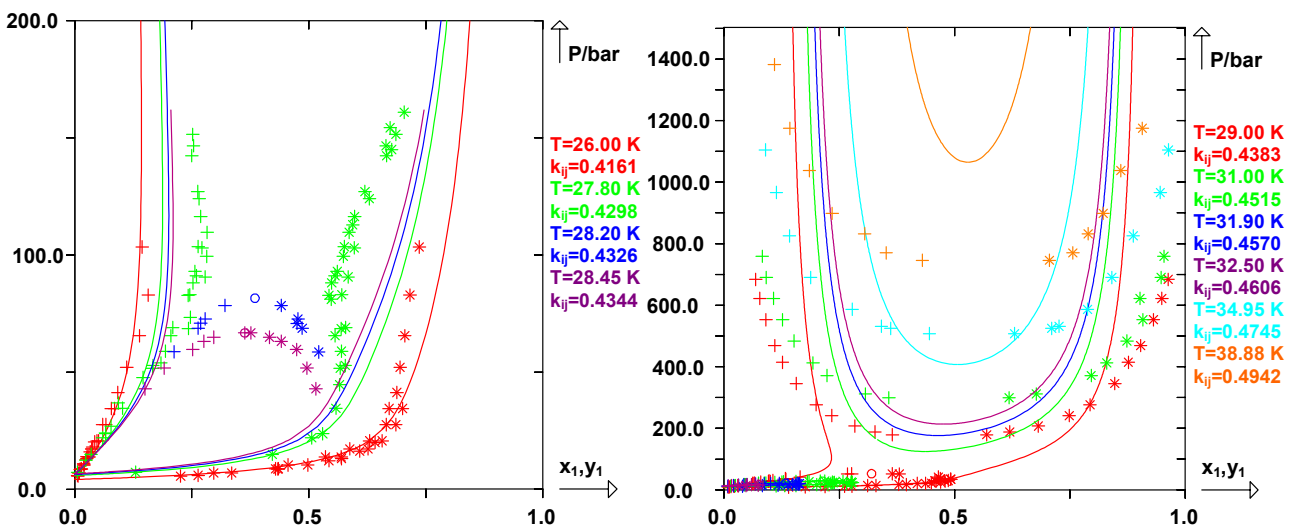 200.0
100.0
0.0
0.0
0.5
1.0
P/bar
x₁,y₁
T=26.00 K
kᵢⱼ=0.4161
T=27.80 K
kᵢⱼ=0.4298
T=28.20 K
kᵢⱼ=0.4326
T=28.45 K
kᵢⱼ=0.4344
1400.0
1200.0
1000.0
800.0
600.0
400.0
200.0
0.0
0.0
0.5
1.0
P/bar
x₁,y₁
T=29.00 K
kᵢⱼ=0.4383
T=31.00 K
kᵢⱼ=0.4515
T=31.90 K
kᵢⱼ=0.4570
T=32.50 K
kᵢⱼ=0.4606
T=34.95 K
kᵢⱼ=0.4745
T=38.88 K
kᵢⱼ=0.4942